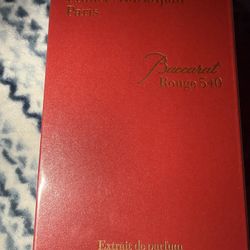 Paris
Baccarat
Rouge 540
Extrait de parfum